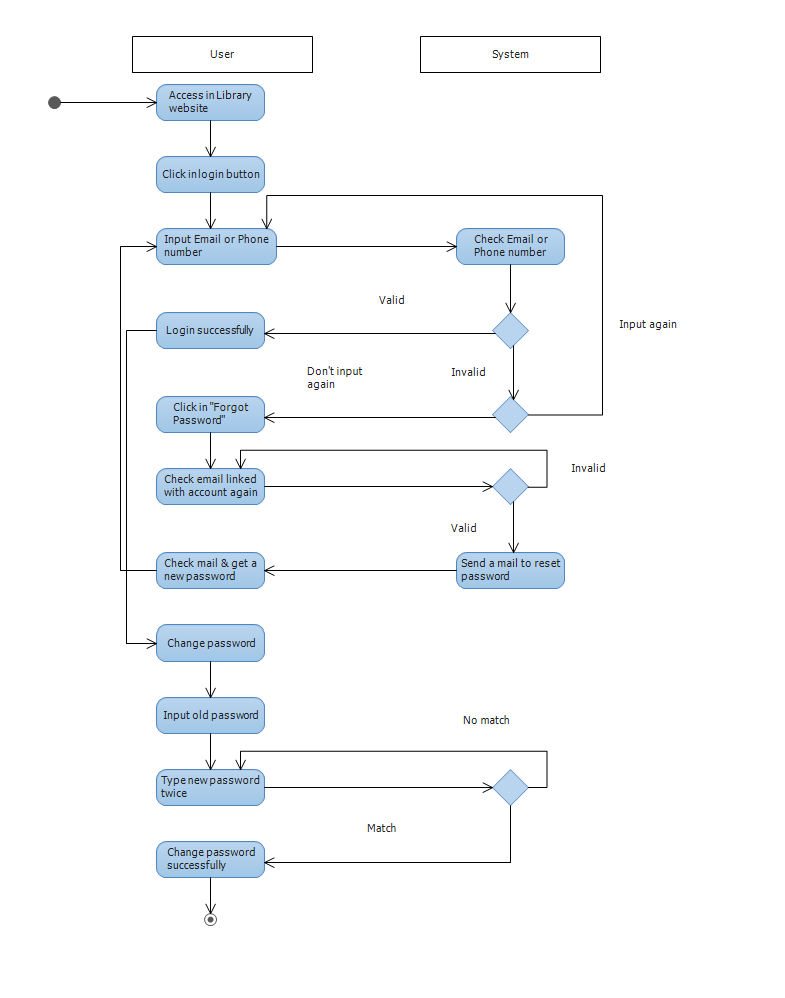 User
System
Access in Library
website
Click in login button
Input Email or Phone
number
Check Email or
Phone number
Valid
Login successfully
Input again
Don't input
again
Invalid
Click in "Forgot
Password"
Check email linked
with account again
Invalid
Valid
Check mail & get a
new password
Send a mail to reset
password
Change password
Input old password
No match
Type new password
twice
Match
Change password
successfully